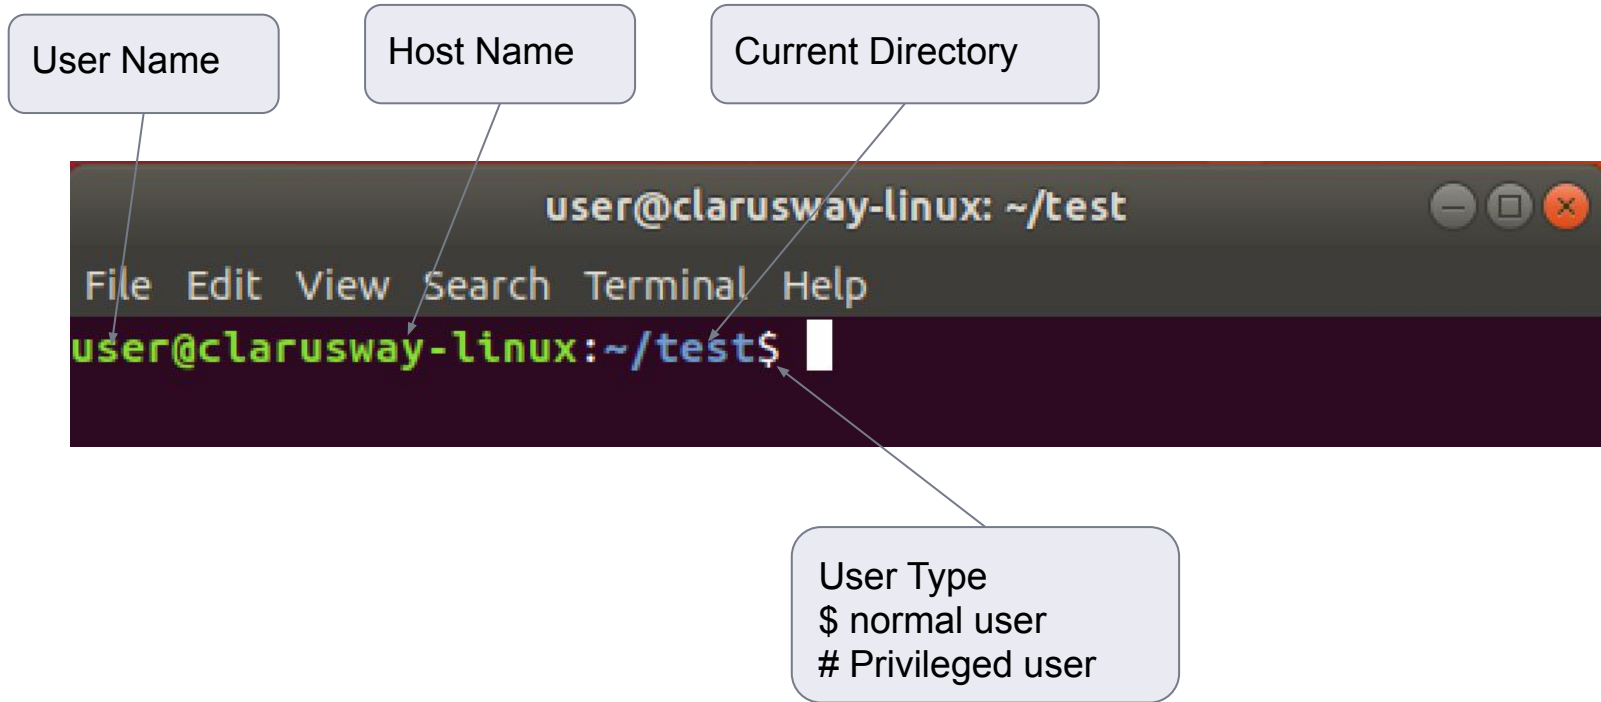 User Name
Host Name
Current Directory
user@clarusway-linux: ~/test
File Edit View Search Terminal Help
user@clarusway-linux:~/test$
User Type
$ normal user
# Privileged user